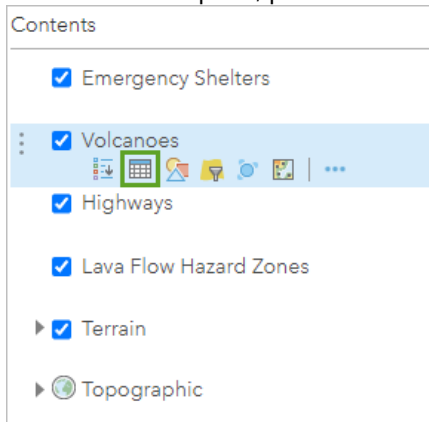 Contents
Emergency Shelters
Volcanoes
Highways
Lava Flow Hazard Zones
Terrain
Topographic